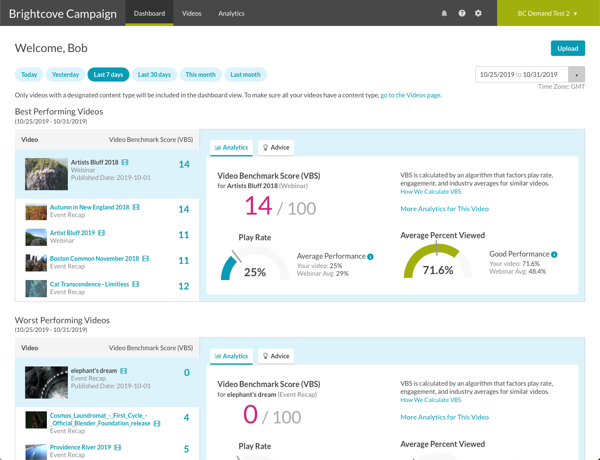 Brightcove Campaign Dashboard Videos Analytics BC Demand Test 2
Welcome, Bob
Upload
Today Yesterday Last 7 days Last 30 days This month Last month
10/25/2019 to 10/31/2019
Time Zone: GMT
Only videos with a designated content type will be included in the dashboard view. To make sure all your videos have a content type, go to the Videos page.
Best Performing Videos
(10/25/2019 - 10/31/2019)
Video Video Benchmark Score (VBS)
Artists Bluff 2018 14
Webinar
Published Date: 2019-10-01
Autumn in New England 2018 14
Event Recap
Artist Bluff 2019 11
Webinar
Boston Common November 2018 11
Event Recap
Cat Transcendence - Limitless 12
Event Recap
Analytics Advice
Video Benchmark Score (VBS)
for Artists Bluff 2018 (Webinar)
14 / 100
VBS is calculated by an algorithm that factors play rate,
engagement, and industry averages for similar videos.
How We Calculate VBS
More Analytics for This Video
Play Rate
25%
Average Performance
Your video: 25%
Webinar Avg: 29%
Average Percent Viewed
71.6%
Good Performance
Your video: 71.6%
Webinar Avg: 48.4%
Worst Performing Videos
(10/25/2019 - 10/31/2019)
Video Video Benchmark Score (VBS)
elephant's dream 0
Event Recap
Published Date: 2019-10-01
Cosmos_Laundromat_-_First_Cycle_-
_Official_Blender_Foundation_release 4
Event Recap
Providence River 2019 5
Event Recap
Analytics Advice
Video Benchmark Score (VBS)
for elephant's dream (Event Recap)
0 / 100
VBS is calculated by an algorithm that factors play rate,
engagement, and industry averages for similar videos.
How We Calculate VBS
More Analytics for This Video
Play Rate
Average Percent Viewed